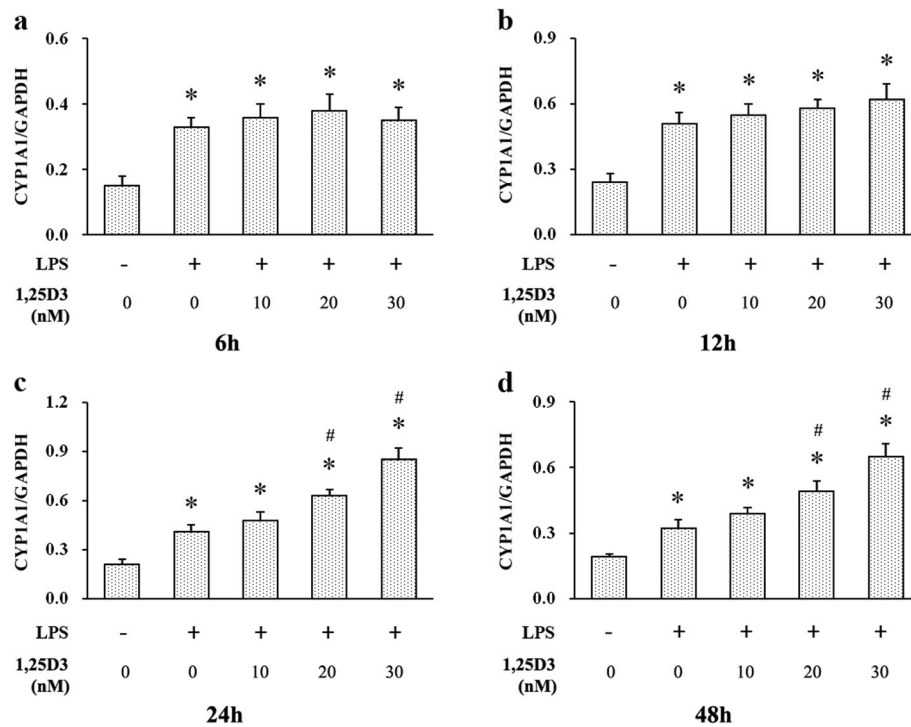 a
CYP1A1/GAPDH
0.6
0.4
0.2
0.0
* * * *
LPS - + + + +
1,25D3 (nM) 0 0 10 20 30
6h
b
CYP1A1/GAPDH
0.9
0.6
0.3
0.0
* * * *
LPS - + + + +
1,25D3 (nM) 0 0 10 20 30
12h
c
CYP1A1/GAPDH
1.2
0.9
0.6
0.3
0.0
# #
* * * *
LPS - + + + +
1,25D3 (nM) 0 0 10 20 30
24h
d
CYP1A1/GAPDH
0.9
0.6
0.3
0.0
# #
* * * *
LPS - + + + +
1,25D3 (nM) 0 0 10 20 30
48h